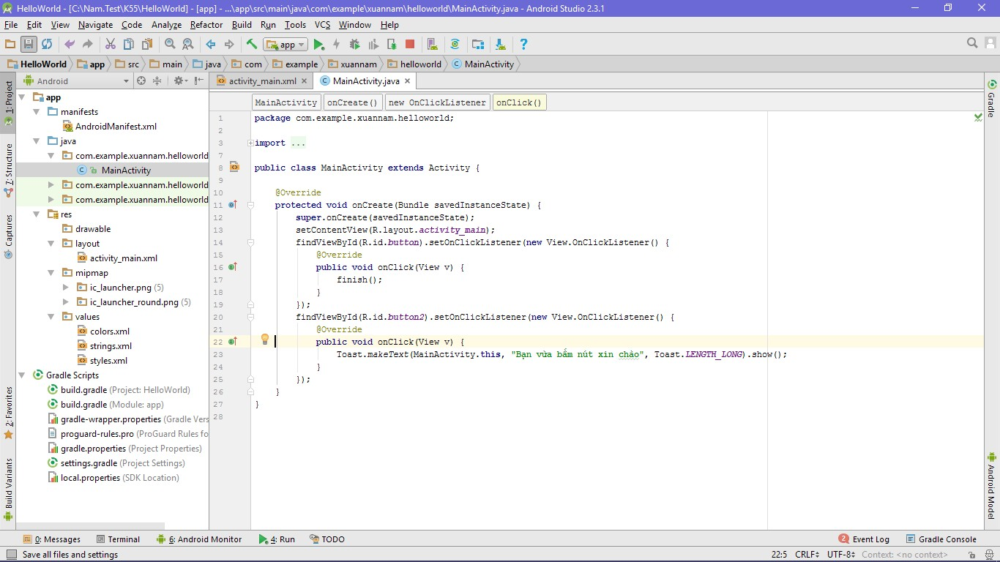 HelloWorld - [C:\Nam.Test\K55\HelloWorld] - [app] - ...\app\src\main\java\com\example\xuannam\helloworld\MainActivity.java - Android Studio 2.3.1
File Edit View Navigate Code Analyze Refactor Build Run Tools VCS Window Help
app
HelloWorld app src main java com example xuannam helloworld MainActivity
1: Project
7: Structure
Captures
2: Favorites
Build Variants
Android
app
manifests
AndroidManifest.xml
java
com.example.xuannam.helloworld
MainActivity
com.example.xuannam.helloworld
com.example.xuannam.helloworld
res
drawable
layout
activity_main.xml
mipmap
ic_launcher.png (5)
ic_launcher_round.png (5)
values
colors.xml
strings.xml
styles.xml
Gradle Scripts
build.gradle (Project: HelloWorld)
build.gradle (Module: app)
gradle-wrapper.properties (Gradle Vers
proguard-rules.pro (ProGuard Rules fo
gradle.properties (Project Properties)
settings.gradle (Project Settings)
local.properties (SDK Location)
activity_main.xml MainActivity.java
MainActivity onCreate() new OnClickListener onClick()
1 package com.example.xuannam.helloworld;
2
3 import ...
7
8 public class MainActivity extends Activity {
9
10 @Override
11 protected void onCreate(Bundle savedInstanceState) {
12 super.onCreate(savedInstanceState);
13 setContentView(R.layout.activity_main);
14 findViewById(R.id.button).setOnClickListener(new View.OnClickListener() {
15 @Override
16 public void onClick(View v) {
17 finish();
18 }
19 });
20 findViewById(R.id.button2).setOnClickListener(new View.OnClickListener() {
21 @Override
22 public void onClick(View v) {
23 Toast.makeText(MainActivity.this, "Bạn vừa bấm nút xin chào", Toast.LENGTH_LONG).show();
24 }
25 });
26 }
27 }
28
Gradle
Android Model
0: Messages Terminal 6: Android Monitor 4: Run TODO 2 Event Log Gradle Console
Save all files and settings 22:5 CRLF UTF-8 Context: <no context>